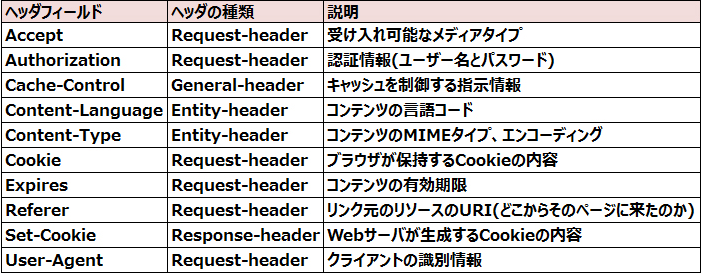 ヘッダフィールド ヘッダの種類 説明
Accept Request-header 受け入れ可能なメディアタイプ
Authorization Request-header 認証情報(ユーザー名とパスワード)
Cache-Control General-header キャッシュを制御する指示情報
Content-Language Entity-header コンテンツの言語コード
Content-Type Entity-header コンテンツのMIMEタイプ、エンコーディング
Cookie Request-header ブラウザが保持するCookieの内容
Expires Request-header コンテンツの有効期限
Referer Request-header リンク元のリソースのURI(どこからそのページに来たのか)
Set-Cookie Response-header Webサーバが生成するCookieの内容
User-Agent Request-header クライアントの識別情報